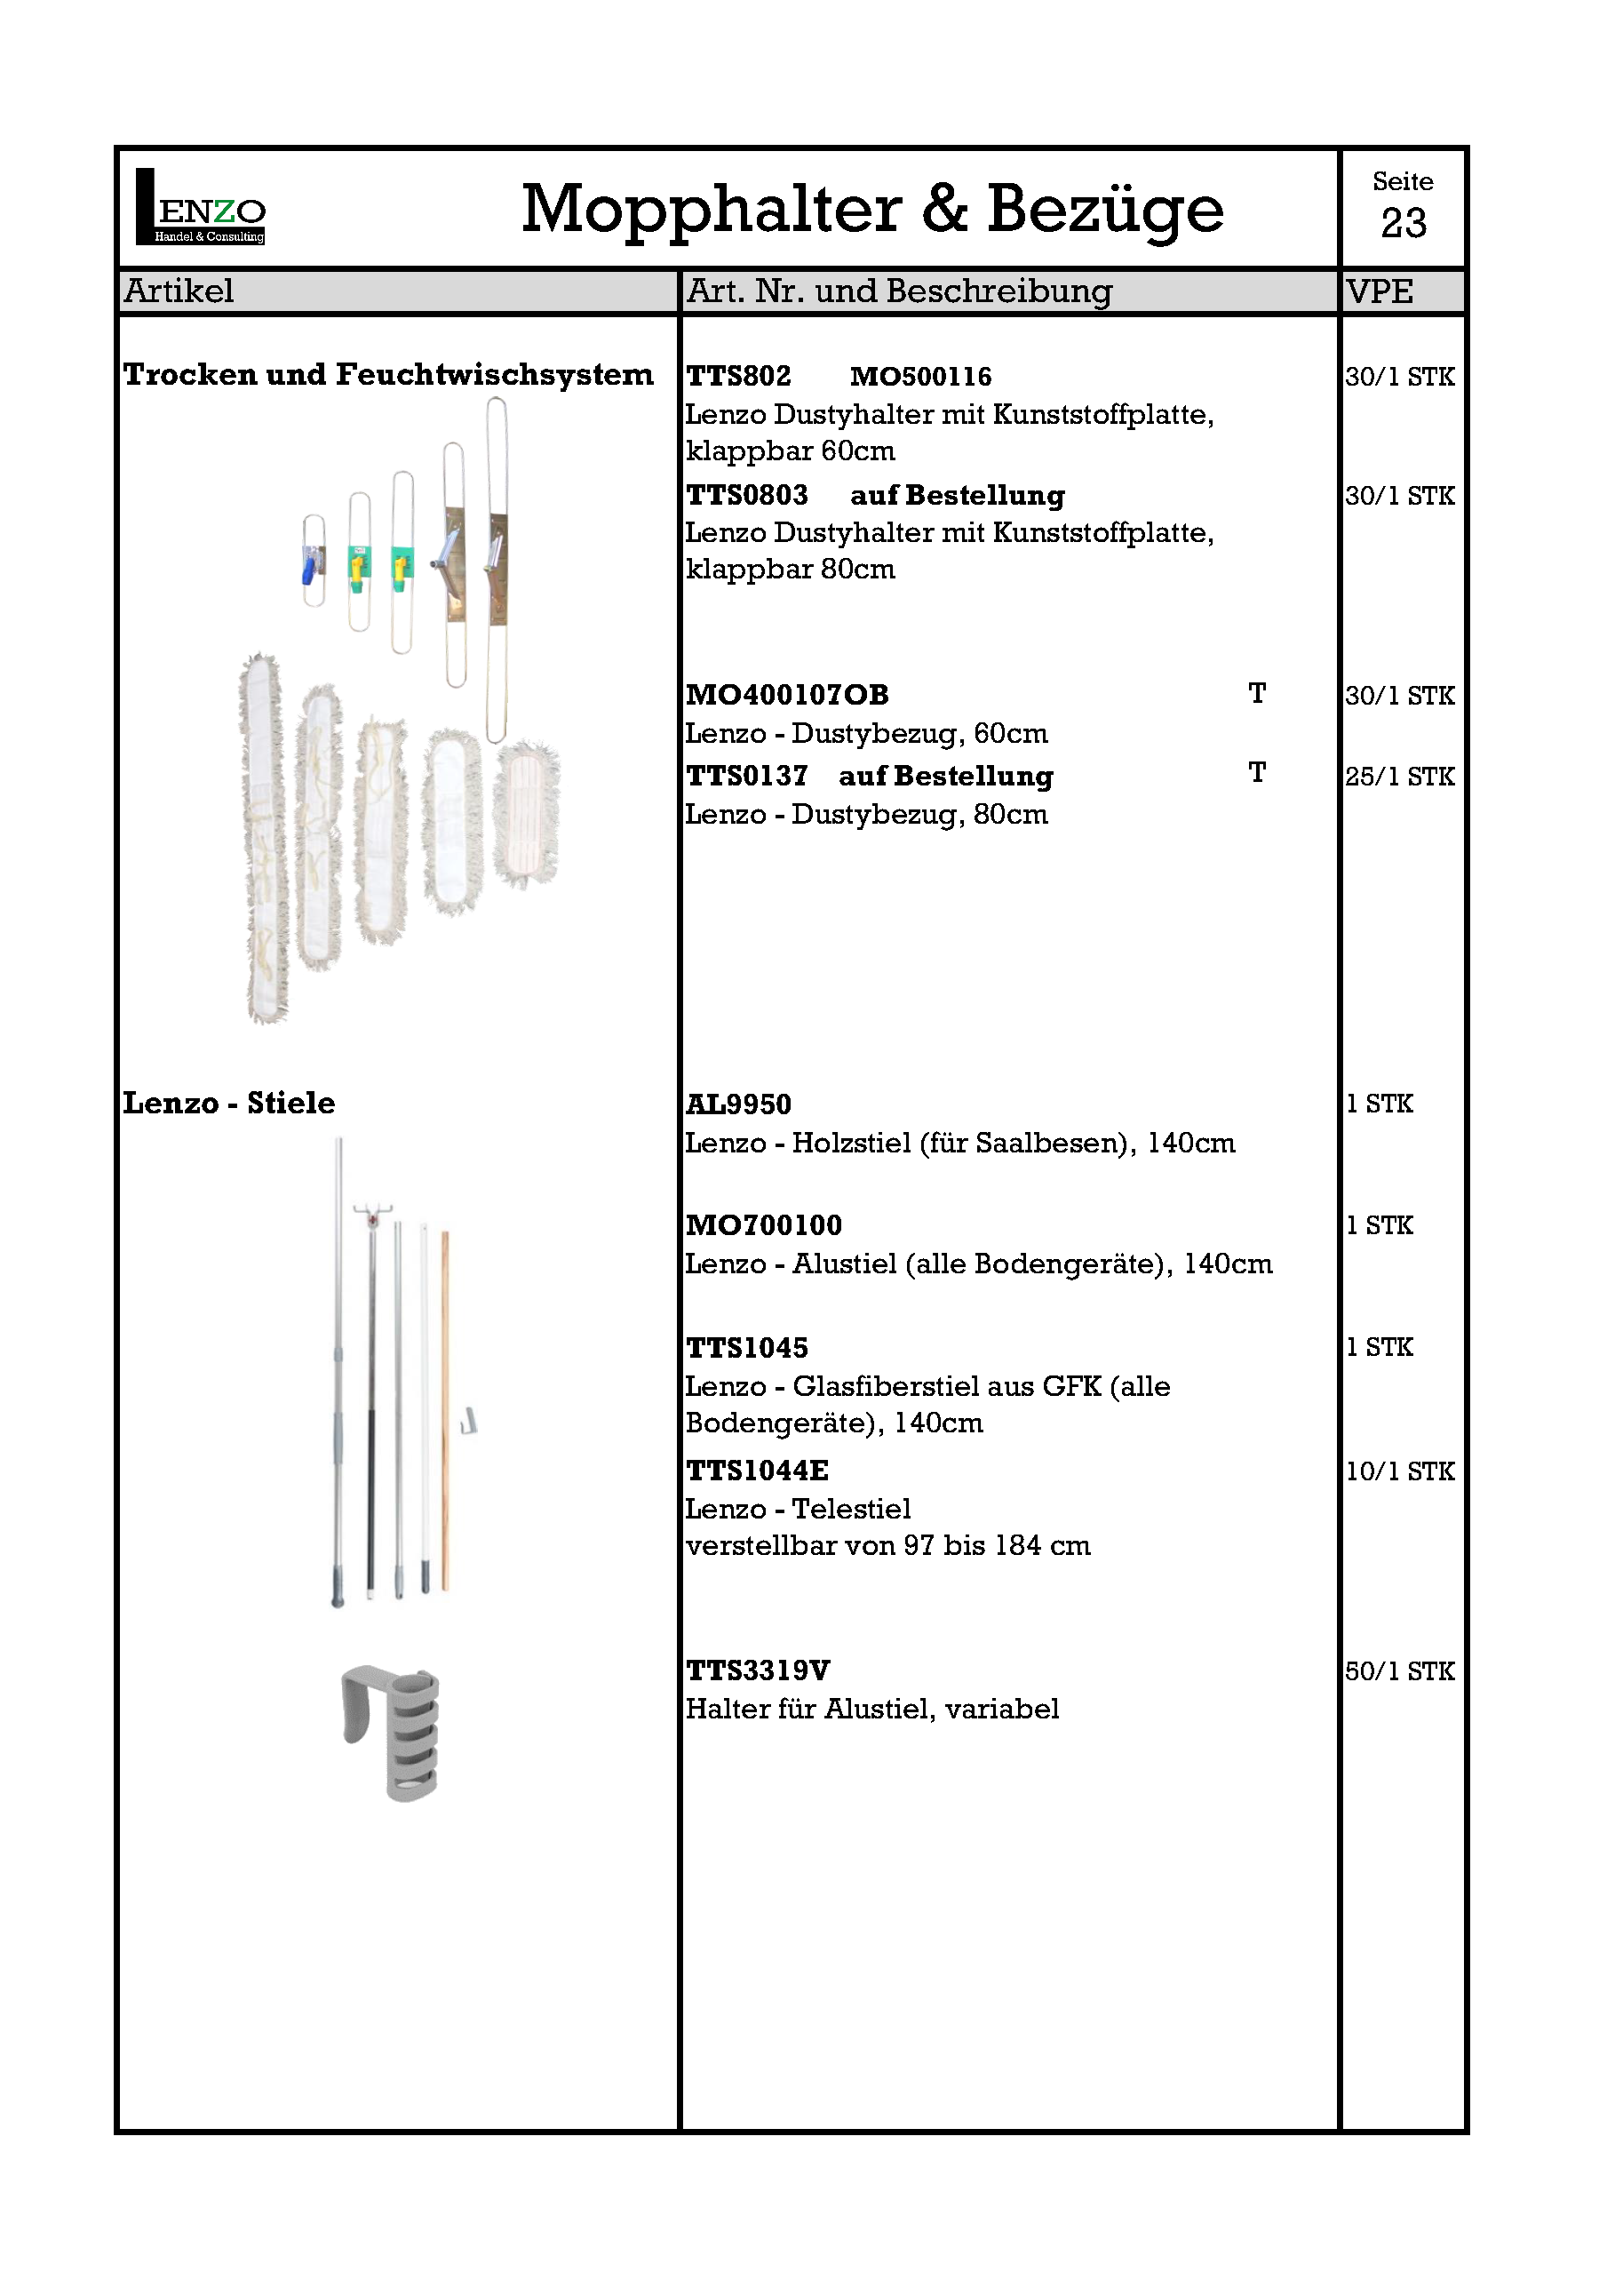 LENZO
Handel & Consulting
Mopphalter & Bezüge
Seite
23
Artikel
Art. Nr. und Beschreibung
VPE
Trocken und Feuchtwischsystem
TTS802 MO500116
30/1 STK
Lenzo Dustyhalter mit Kunststoffplatte,
klappbar 60cm
TTS0803 auf Bestellung
30/1 STK
Lenzo Dustyhalter mit Kunststoffplatte,
klappbar 80cm
MO400107OB T
30/1 STK
Lenzo - Dustybezug, 60cm
TTS0137 auf Bestellung T
25/1 STK
Lenzo - Dustybezug, 80cm
Lenzo - Stiele
AL9950
1 STK
Lenzo - Holzstiel (für Saalbesen), 140cm
MO700100
1 STK
Lenzo - Alustiel (alle Bodengeräte), 140cm
TTS1045
1 STK
Lenzo - Glasfiberstiel aus GFK (alle
Bodengeräte), 140cm
TTS1044E
10/1 STK
Lenzo - Telestiel
verstellbar von 97 bis 184 cm
TTS3319V
50/1 STK
Halter für Alustiel, variabel